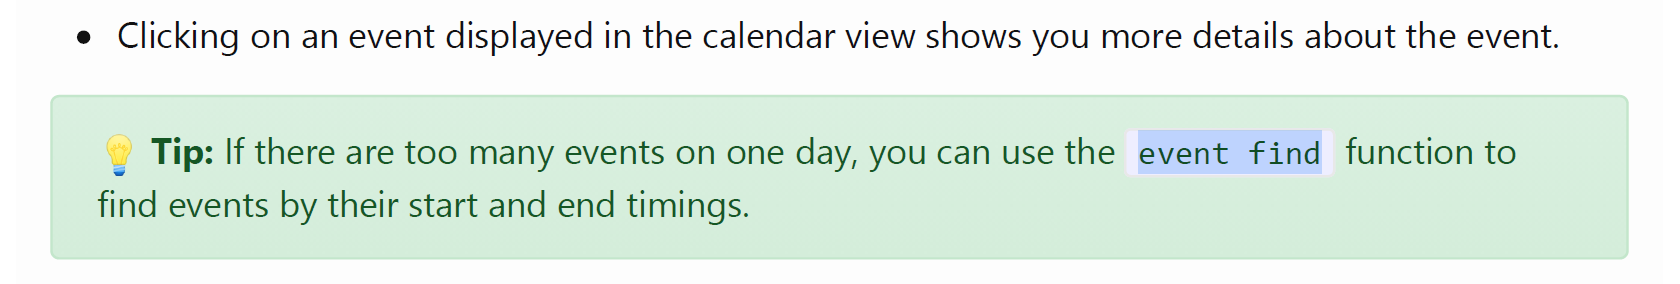 • Clicking on an event displayed in the calendar view shows you more details about the event.
💡 Tip: If there are too many events on one day, you can use the event find function to
find events by their start and end timings.